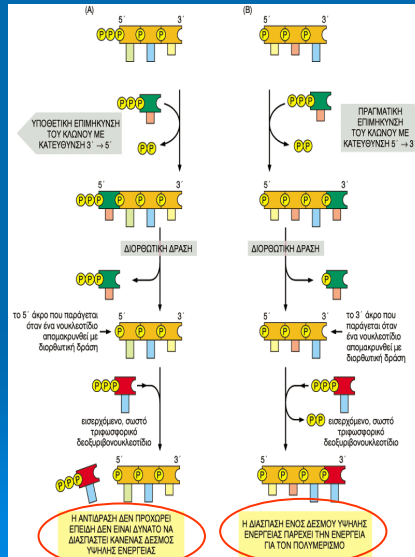 (A)
(B)
5´ 3´
P P P P P P
5´ 3´
P P P
ΥΠΟΘΕΤΙΚΗ ΕΠΙΜΗΚΥΝΣΗ
ΤΟΥ ΚΛΩΝΟΥ ΜΕ
ΚΑΤΕΥΘΥΝΣΗ 3´ → 5´
P P P
P P
P P P
P P
ΠΡΑΓΜΑΤΙΚΗ
ΕΠΙΜΗΚΥΝΣΗ
ΤΟΥ ΚΛΩΝΟΥ ΜΕ
ΚΑΤΕΥΘΥΝΣΗ 5´ → 3´
5´ 3´
P P P P P P
5´ 3´
P P P
ΔΙΟΡΘΩΤΙΚΗ ΔΡΑΣΗ
ΔΙΟΡΘΩΤΙΚΗ ΔΡΑΣΗ
P P P
P
το 5´ άκρο που παράγεται
όταν ένα νουκλεοτίδιο
απομακρυνθεί με
διορθωτική δράση
5´ 3´
P P P
5´ 3´
P P P
το 3´ άκρο που
παράγεται όταν
ένα νουκλεοτίδιο
απομακρυνθεί με
διορθωτική δράση
P P P
εισερχόμενο, σωστό
τριφωσφορικό
δεοξυριβονουκλεοτίδιο
P P P
P P
εισερχόμενο, σωστό
τριφωσφορικό
δεοξυριβονουκλεοτίδιο
P P P
5´ 3´
P P P
5´ 3´
P P P
Η ΑΝΤΙΔΡΑΣΗ ΔΕΝ ΠΡΟΧΩΡΕΙ
ΕΠΕΙΔΗ ΔΕΝ ΕΙΝΑΙ ΔΥΝΑΤΟ ΝΑ
ΔΙΑΣΠΑΣΤΕΙ ΚΑΝΕΝΑΣ ΔΕΣΜΟΣ
ΥΨΗΛΗΣ ΕΝΕΡΓΕΙΑΣ
Η ΔΙΑΣΠΑΣΗ ΕΝΟΣ ΔΕΣΜΟΥ ΥΨΗΛΗΣ
ΕΝΕΡΓΕΙΑΣ ΠΑΡΕΧΕΙ ΤΗΝ ΕΝΕΡΓΕΙΑ
ΓΙΑ ΤΟΝ ΠΟΛΥΜΕΡΙΣΜΟ